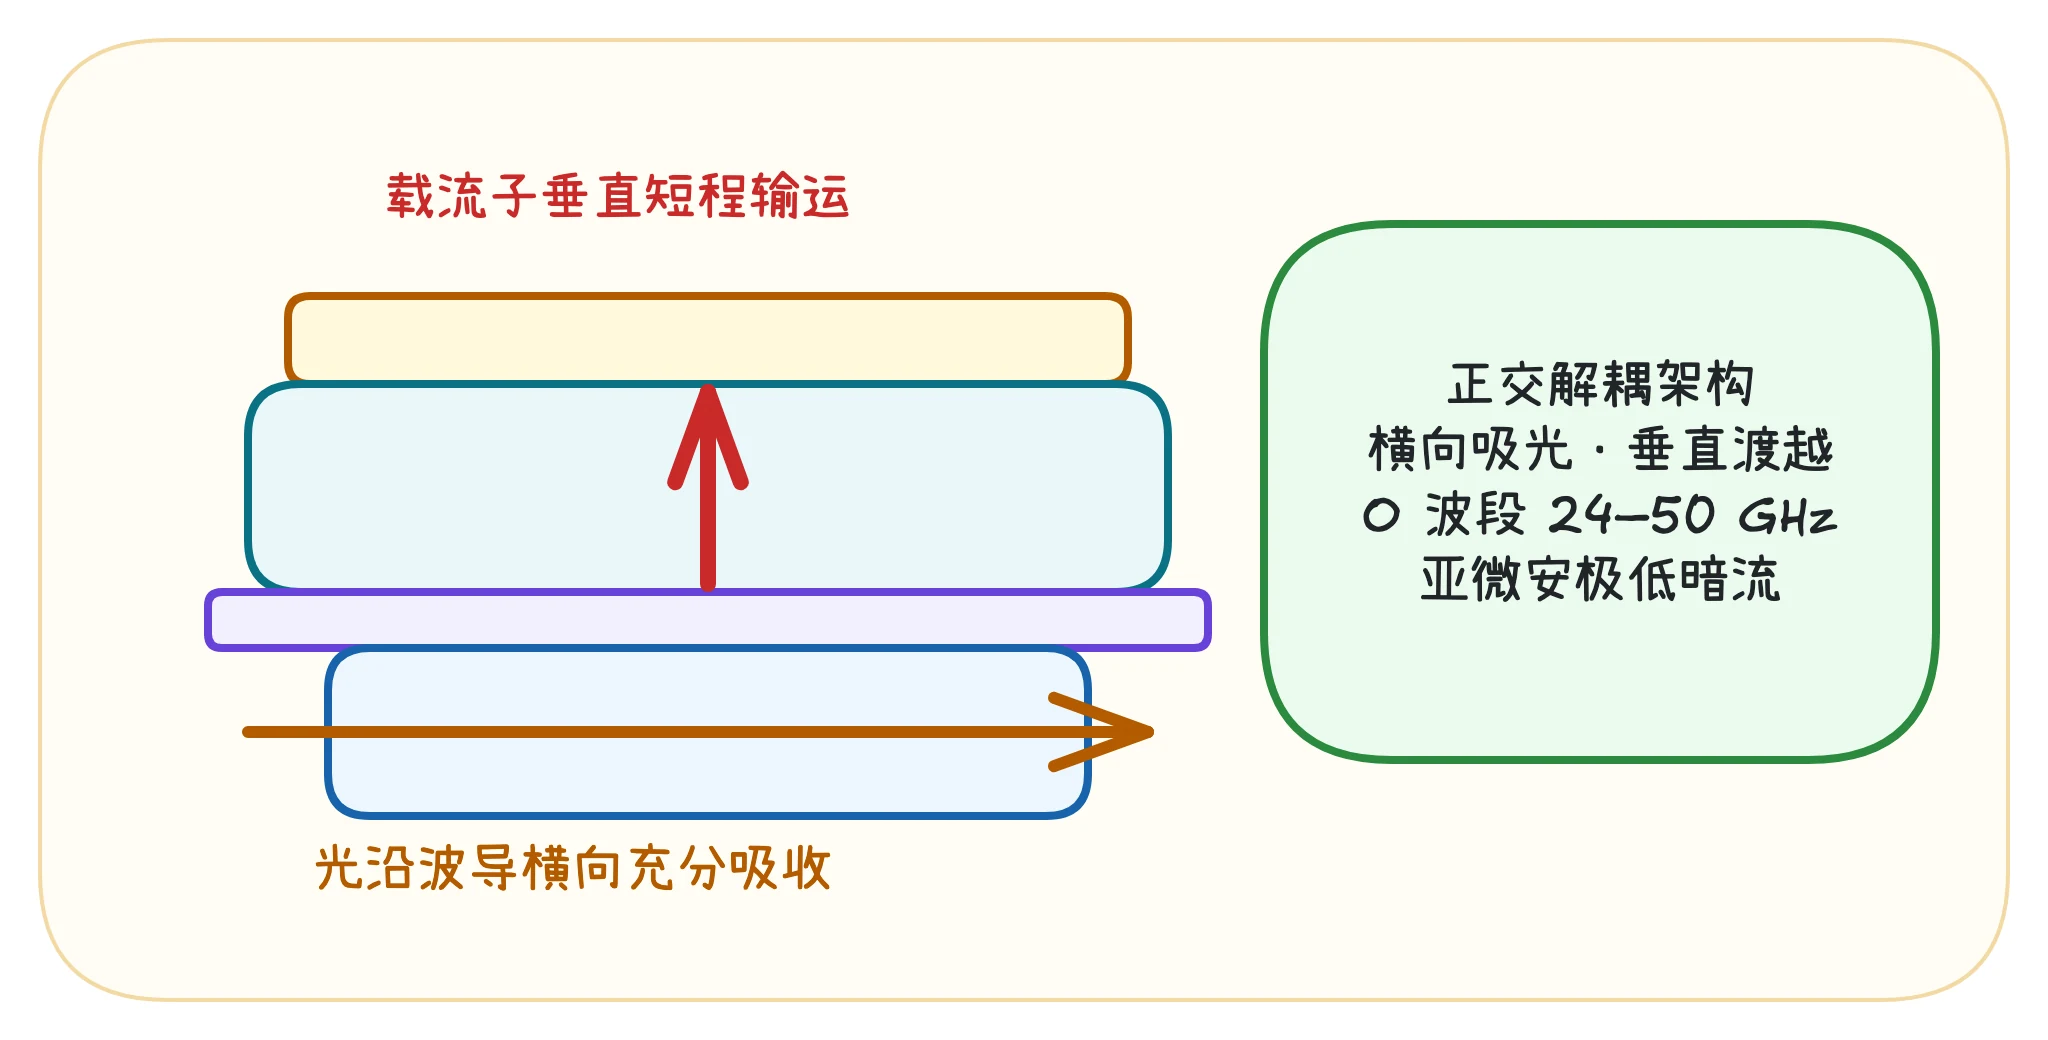 载流子垂直短程输运
光沿波导横向充分吸收
正交解耦架构
横向吸光 · 垂直渡越
O 波段 24—50 GHz
亚微安极低暗流